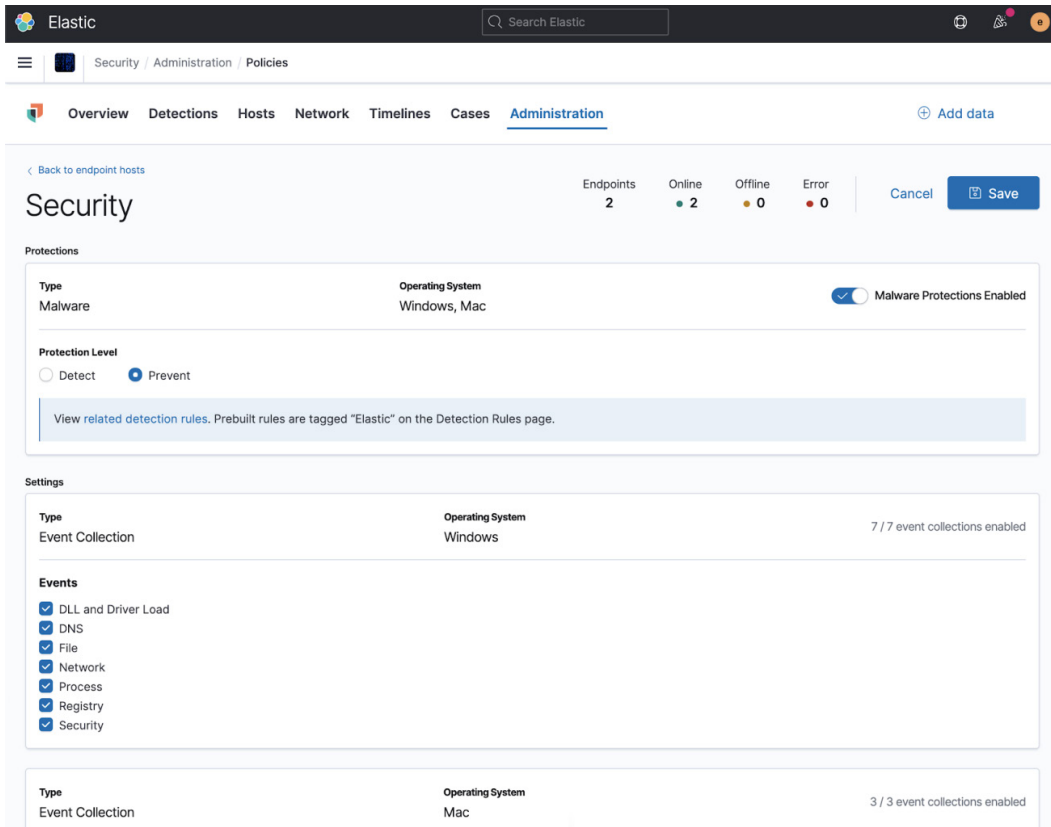 Elastic
Search Elastic
e
Security / Administration / Policies
Overview Detections Hosts Network Timelines Cases Administration
Add data
Back to endpoint hosts
Security
Endpoints Online Offline Error
2 2 0 0
Cancel Save
Protections
Type Operating System
Malware Windows, Mac
Malware Protections Enabled
Protection Level
Detect Prevent
View related detection rules. Prebuilt rules are tagged “Elastic” on the Detection Rules page.
Settings
Type Operating System
Event Collection Windows
7 / 7 event collections enabled
Events
DLL and Driver Load
DNS
File
Network
Process
Registry
Security
Type Operating System
Event Collection Mac
3 / 3 event collections enabled